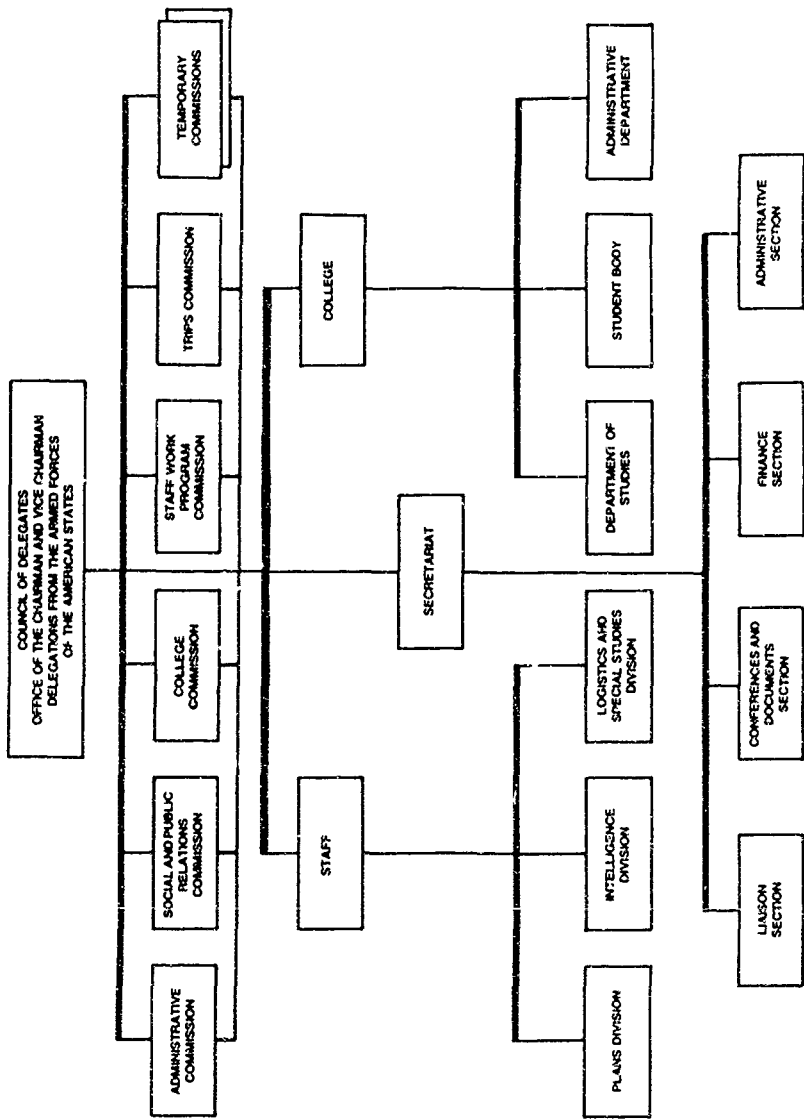 COUNCIL OF DELEGATES
OFFICE OF THE CHAIRMAN AND VICE CHAIRMAN
DELEGATIONS FROM THE ARMED FORCES
OF THE AMERICAN STATES
ADMINISTRATIVE
COMMISSION
SOCIAL AND PUBLIC
RELATIONS
COMMISSION
COLLEGE
COMMISSION
STAFF WORK
PROGRAM
COMMISSION
TRIPS COMMISSION
TEMPORARY
COMMISSIONS
STAFF
COLLEGE
SECRETARIAT
PLANS DIVISION
INTELLIGENCE
DIVISION
LOGISTICS AND
SPECIAL STUDIES
DIVISION
DEPARTMENT OF
STUDIES
STUDENT BODY
ADMINISTRATIVE
DEPARTMENT
LIAISON
SECTION
CONFERENCES AND
DOCUMENTS
SECTION
FINANCE
SECTION
ADMINISTRATIVE
SECTION